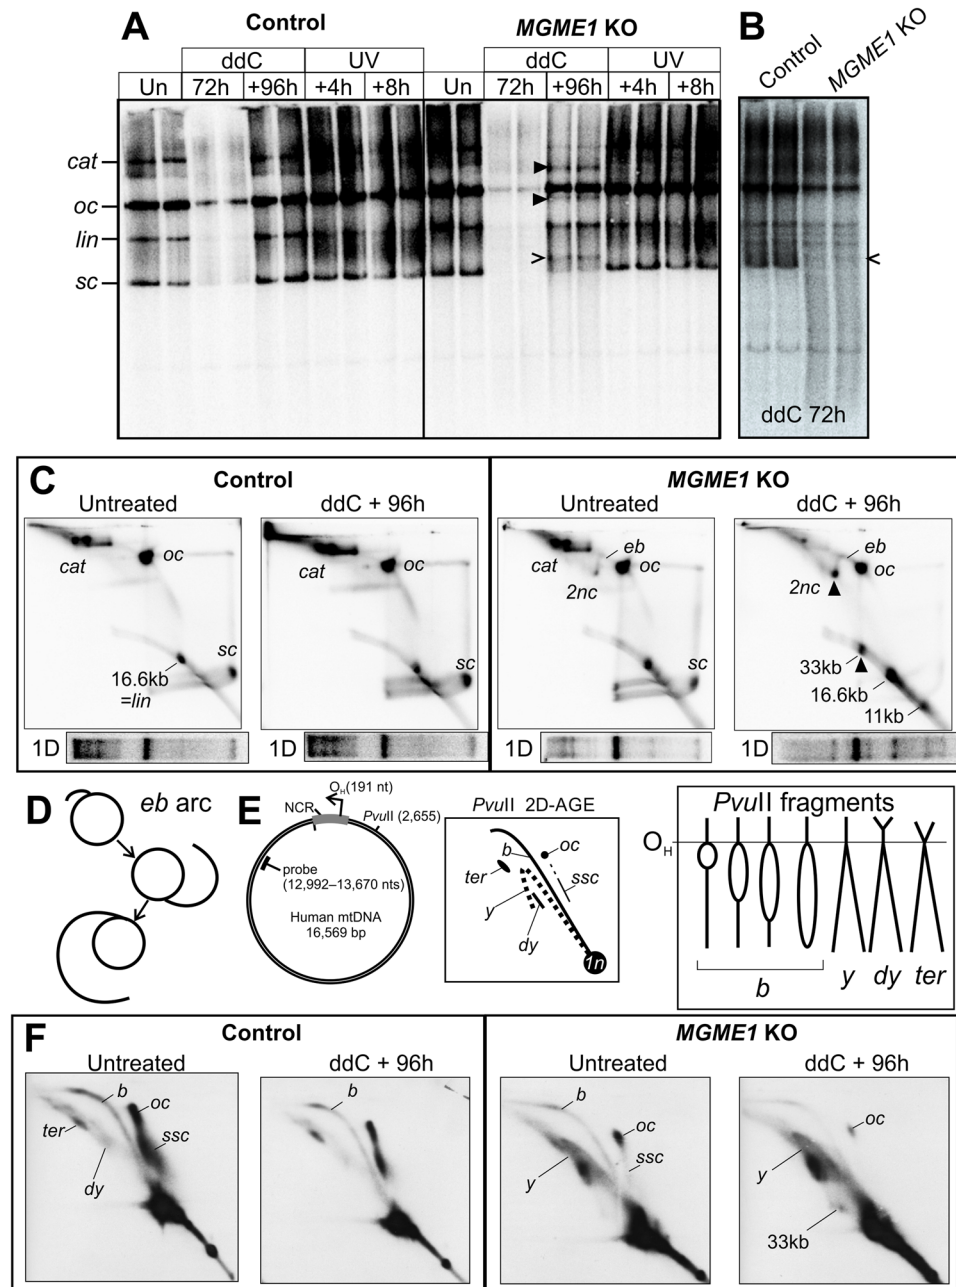 A
Control
MGME1 KO
ddC
UV
ddC
UV
Un
72h
+96h
+4h
+8h
Un
72h
+96h
+4h
+8h
cat
oc
lin
sc
>
B
Control
MGME1 KO
<
ddC 72h
C
Control
MGME1 KO
Untreated
ddC + 96h
Untreated
ddC + 96h
cat
oc
16.6kb
=lin
sc
1D
cat
oc
sc
1D
cat
eb
oc
2nc
sc
1D
eb
oc
2nc
33kb
16.6kb
11kb
1D
D
eb arc
E
OH(191 nt)
NCR
PvuII (2,655)
probe
(12,992–13,670 nts)
Human mtDNA
16,569 bp
PvuII 2D-AGE
b
oc
ter
ssc
y
dy
1n
PvuII fragments
OH
b
y
dy
ter
F
Control
MGME1 KO
Untreated
ddC + 96h
Untreated
ddC + 96h
b
oc
ter
ssc
dy
b
b
oc
ssc
y
oc
y
33kb